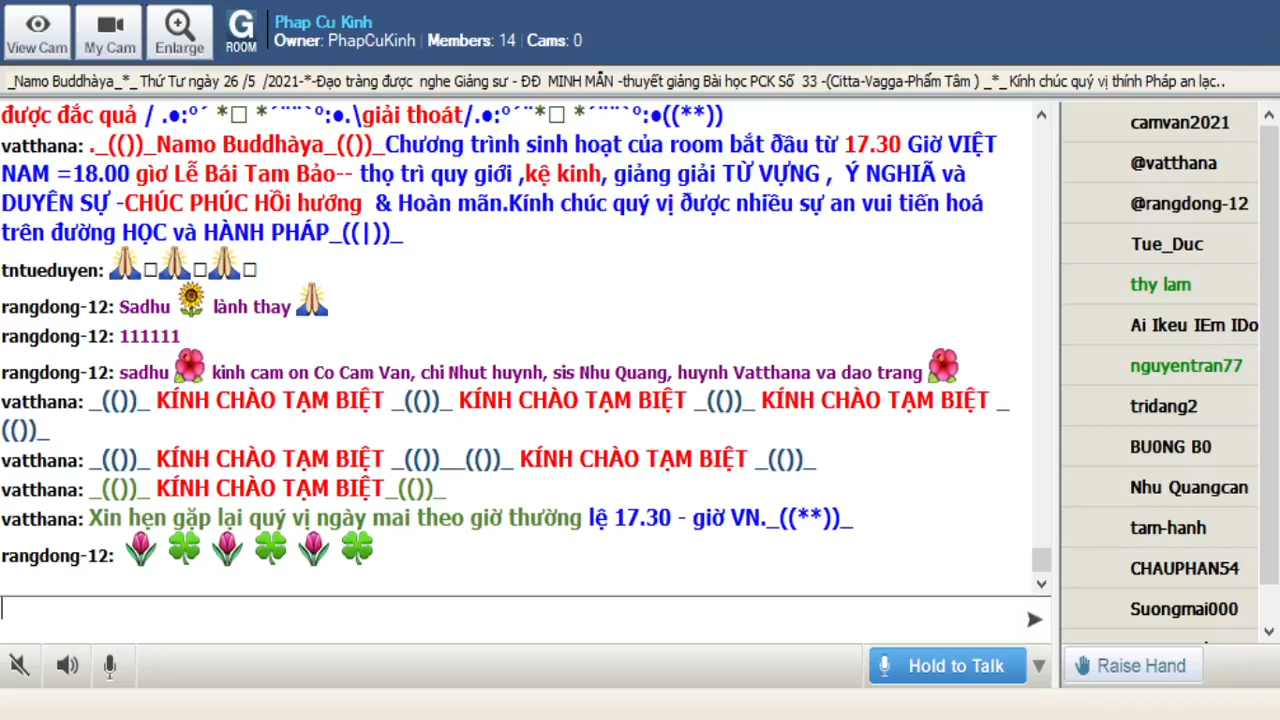 View Cam
My Cam
Enlarge
G
ROOM
Phap Cu Kinh
Owner: PhapCuKinh | Members: 14 | Cams: 0
_Namo Buddhàya_*_ Thứ Tư ngày 26 /5 /2021-*-Đạo tràng được nghe Giảng sư - ĐĐ MINH MẪN -thuyết giảng Bài học PCK Số 33 -(Citta-Vagga-Phẩm Tâm ) _*_ Kính chúc quý vị thính Pháp an lạc..
được đắc quả / .●:º´ *□ *´¨¨`º:●.\giải thoát/.●:º´¨*□ *´¨¨`º:●((**))
vatthana: ._(())_Namo Buddhàya_(())_Chương trình sinh hoạt của room bắt đầu từ 17.30 Giờ VIỆT
NAM =18.00 giờ Lễ Bái Tam Bảo-- thọ trì quy giới ,kệ kinh, giảng giải TỪ VỰNG , Ý NGHIÃ và
DUYÊN SỰ -CHÚC PHÚC HỒi hướng & Hoàn mãn.Kính chúc quý vị được nhiều sự an vui tiến hoá
trên đường HỌC và HÀNH PHÁP_((|))_
tntueduyen: 🙏□🙏□🙏□
rangdong-12: Sadhu 🌻 lành thay 🙏
rangdong-12: 111111
rangdong-12: sadhu 🌺 kinh cam on Co Cam Van, chi Nhut huynh, sis Nhu Quang, huynh Vatthana va dao trang 🌺
vatthana: _(())_ KÍNH CHÀO TẠM BIỆT _(())_ KÍNH CHÀO TẠM BIỆT _(())_ KÍNH CHÀO TẠM BIỆT _
(())_
vatthana: _(())_ KÍNH CHÀO TẠM BIỆT _(())__(())_ KÍNH CHÀO TẠM BIỆT _(())_
vatthana: _(())_ KÍNH CHÀO TẠM BIỆT_(())_
vatthana: Xin hẹn gặp lại quý vị ngày mai theo giờ thường lệ 17.30 - giờ VN._((**))_
rangdong-12: 🌷🍀🌷🍀🌷🍀
camvan2021
@vatthana
@rangdong-12
Tue_Duc
thy lam
Ai Ikeu IEm IDo
nguyentran77
tridang2
BU0NG B0
Nhu Quangcan
tam-hanh
CHAUPHAN54
Suongmai000
Hold to Talk
Raise Hand